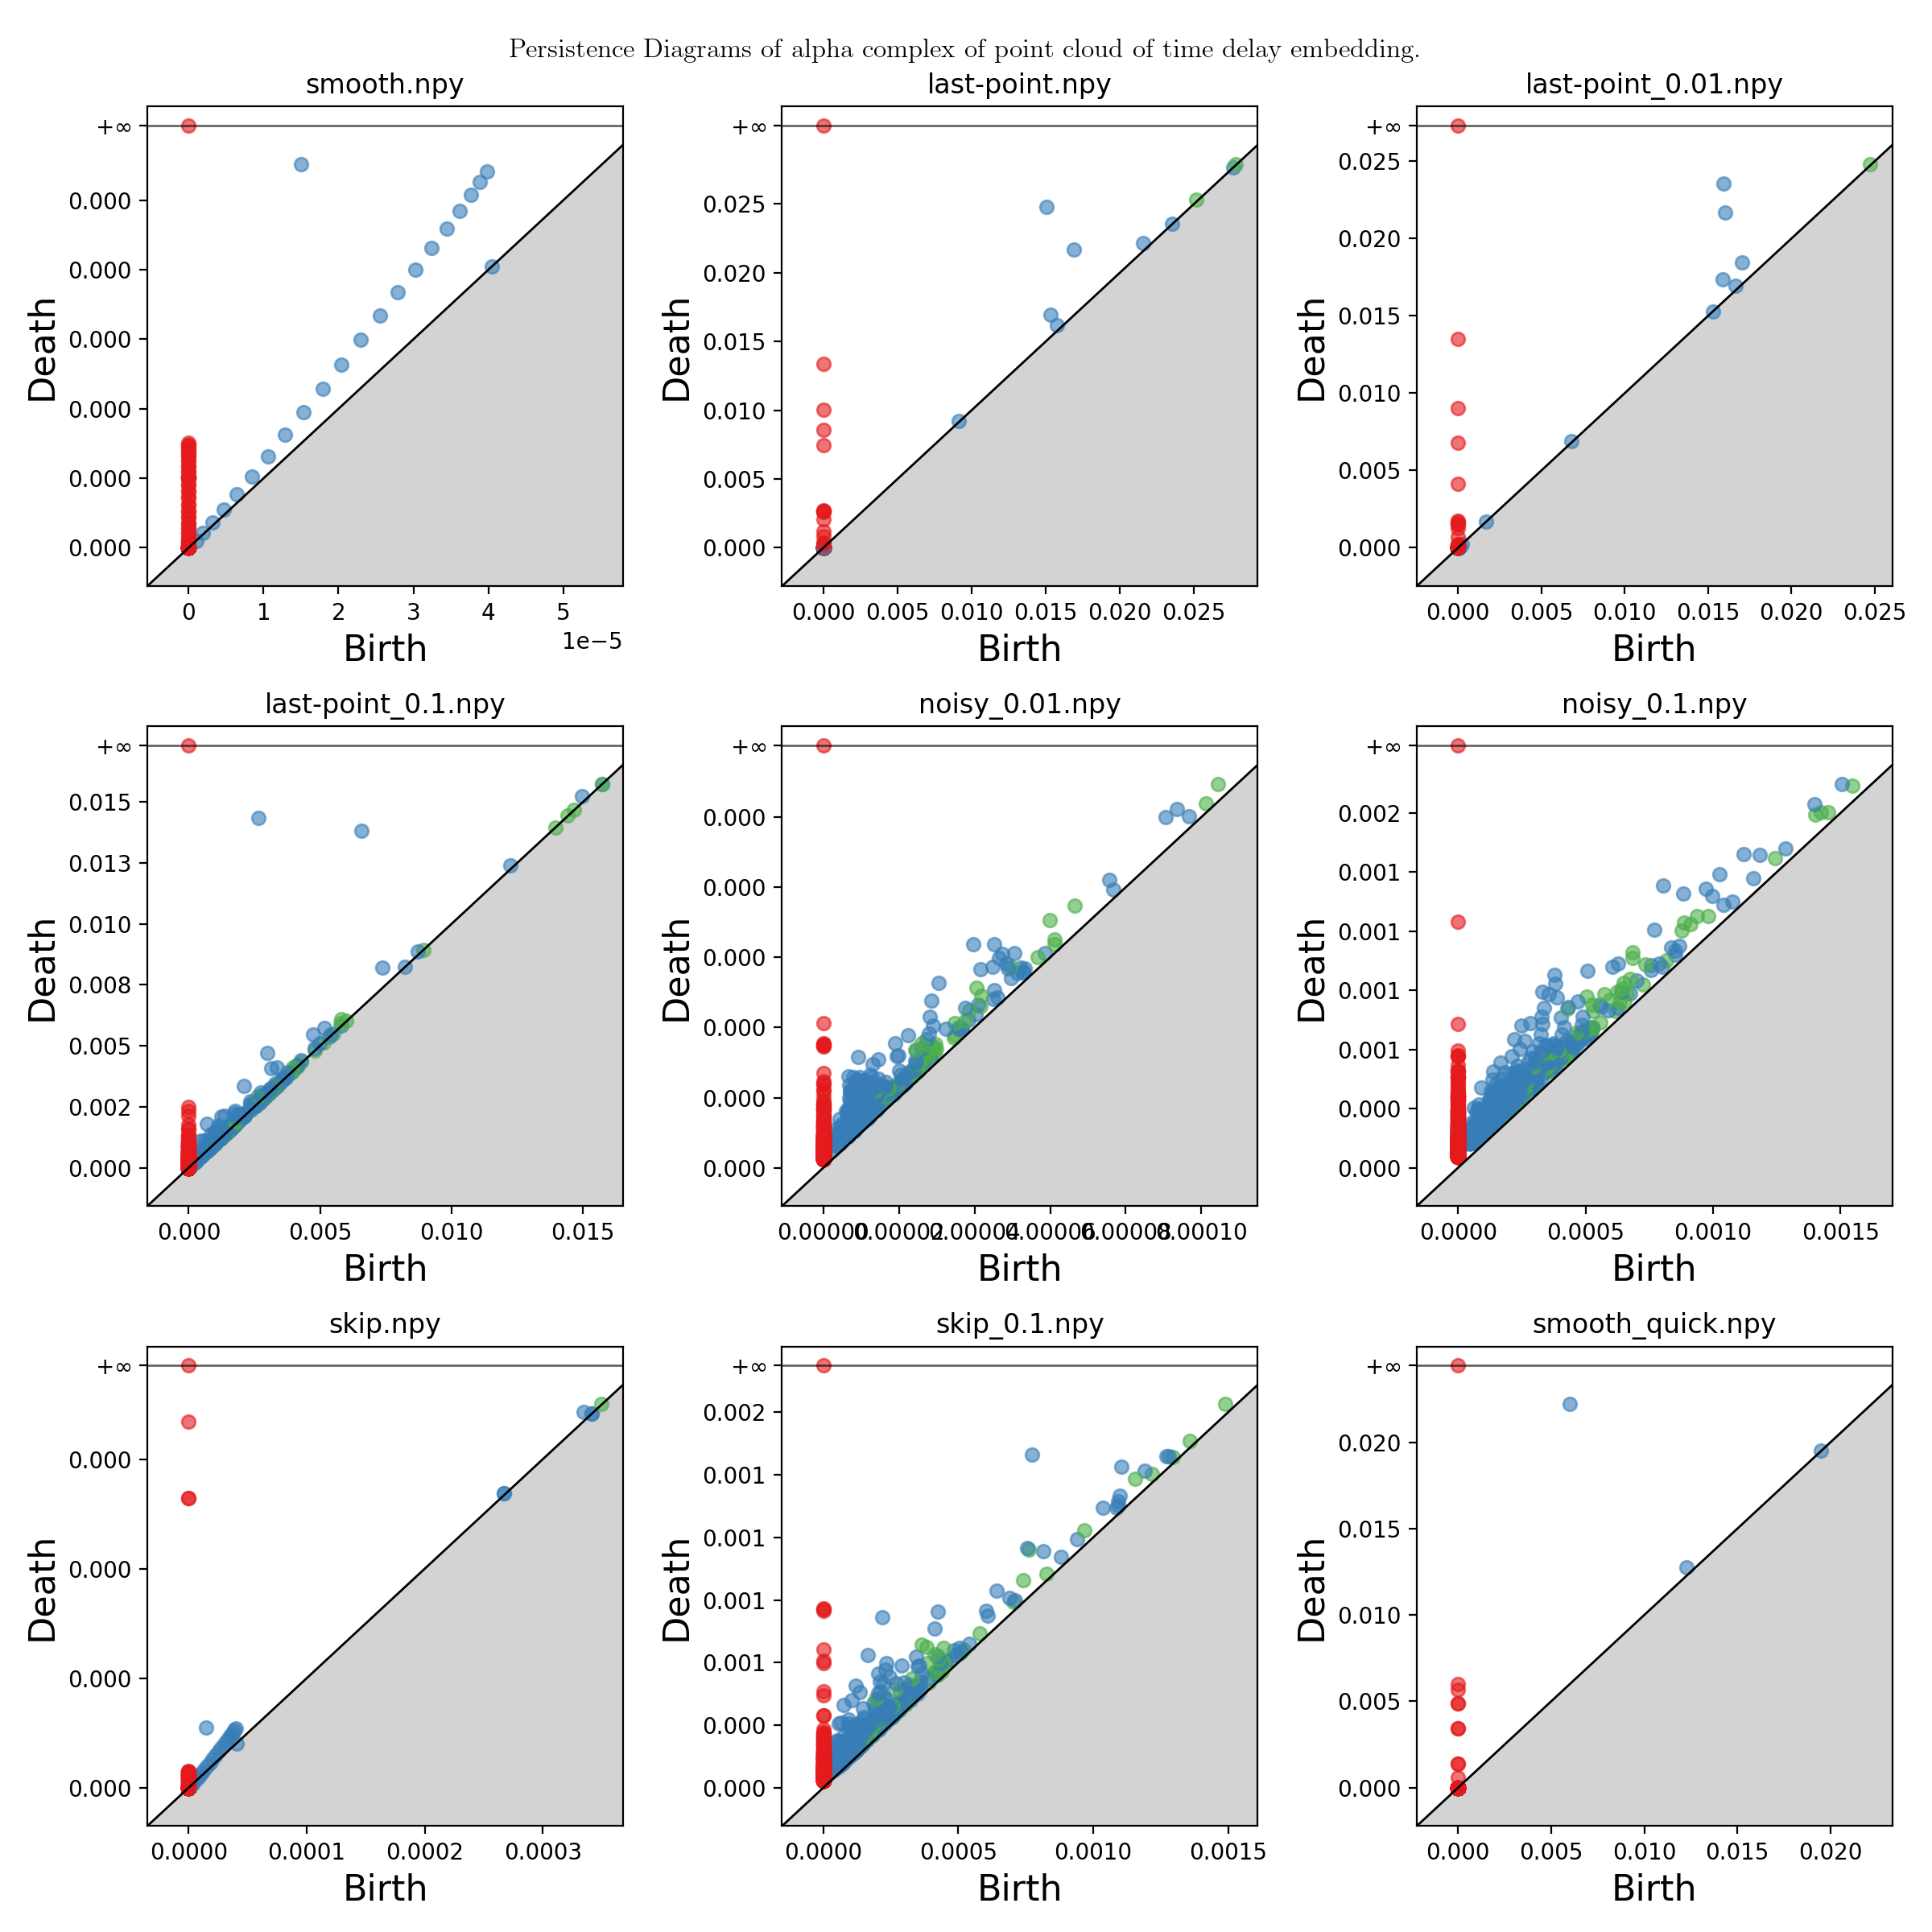 Persistence Diagrams of alpha complex of point cloud of time delay embedding.
smooth.npy
+∞
0.000
0.000
0.000
0.000
0.000
0.000
Death
0 1 2 3 4 5
1e−5
Birth
last-point.npy
+∞
0.025
0.020
0.015
0.010
0.005
0.000
Death
0.000 0.005 0.010 0.015 0.020 0.025
Birth
last-point_0.01.npy
+∞
0.025
0.020
0.015
0.010
0.005
0.000
Death
0.000 0.005 0.010 0.015 0.020 0.025
Birth
last-point_0.1.npy
+∞
0.015
0.013
0.010
0.008
0.005
0.002
0.000
Death
0.000 0.005 0.010 0.015
Birth
noisy_0.01.npy
+∞
0.000
0.000
0.000
0.000
0.000
0.000
Death
0.00000 0.00002 0.00004 0.00006 0.00008 0.00010
Birth
noisy_0.1.npy
+∞
0.002
0.001
0.001
0.001
0.001
0.000
0.000
Death
0.0000 0.0005 0.0010 0.0015
Birth
skip.npy
+∞
0.000
0.000
0.000
0.000
Death
0.0000 0.0001 0.0002 0.0003
Birth
skip_0.1.npy
+∞
0.002
0.001
0.001
0.001
0.001
0.000
0.000
Death
0.0000 0.0005 0.0010 0.0015
Birth
smooth_quick.npy
+∞
0.020
0.015
0.010
0.005
0.000
Death
0.000 0.005 0.010 0.015 0.020
Birth